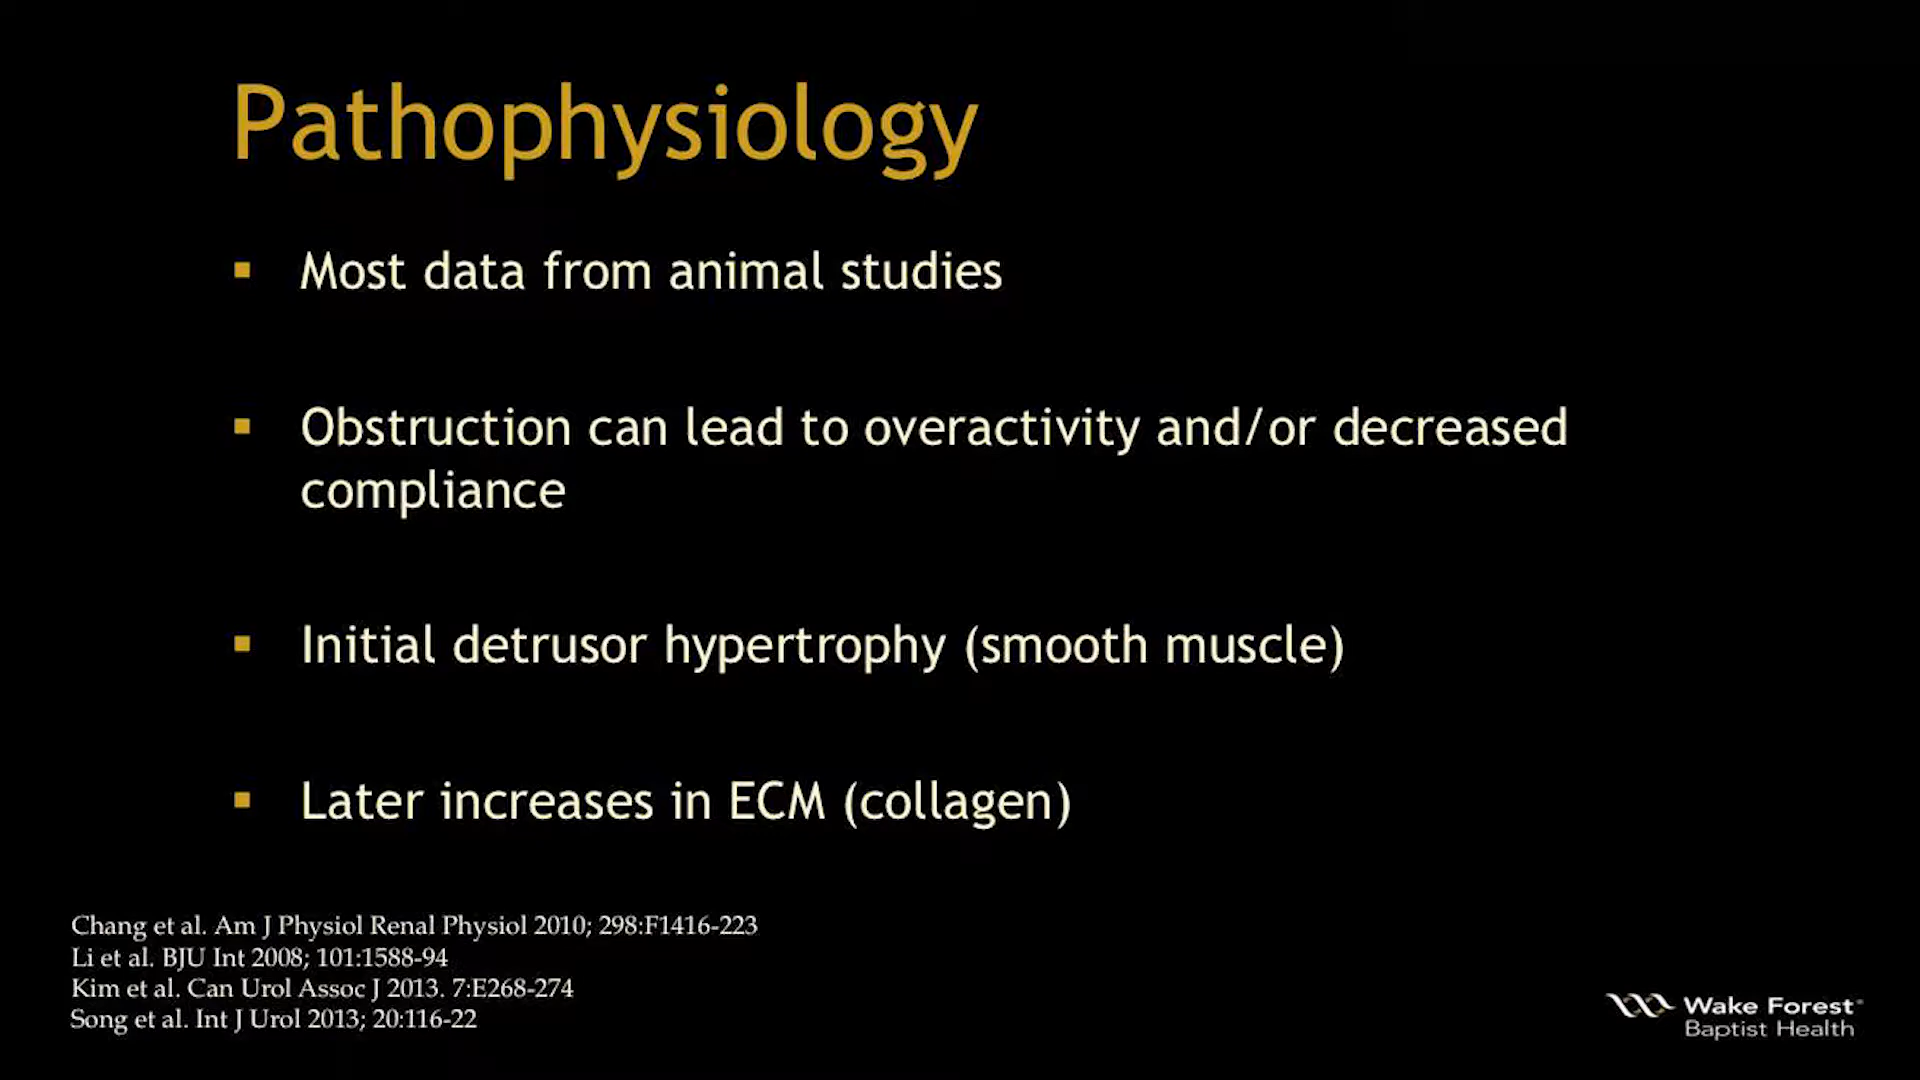 Pathophysiology
▪ Most data from animal studies
▪ Obstruction can lead to overactivity and/or decreased
compliance
▪ Initial detrusor hypertrophy (smooth muscle)
▪ Later increases in ECM (collagen)
Chang et al. Am J Physiol Renal Physiol 2010; 298:F1416-223
Li et al. BJU Int 2008; 101:1588-94
Kim et al. Can Urol Assoc J 2013. 7:E268-274
Song et al. Int J Urol 2013; 20:116-22
Wake Forest®
Baptist Health